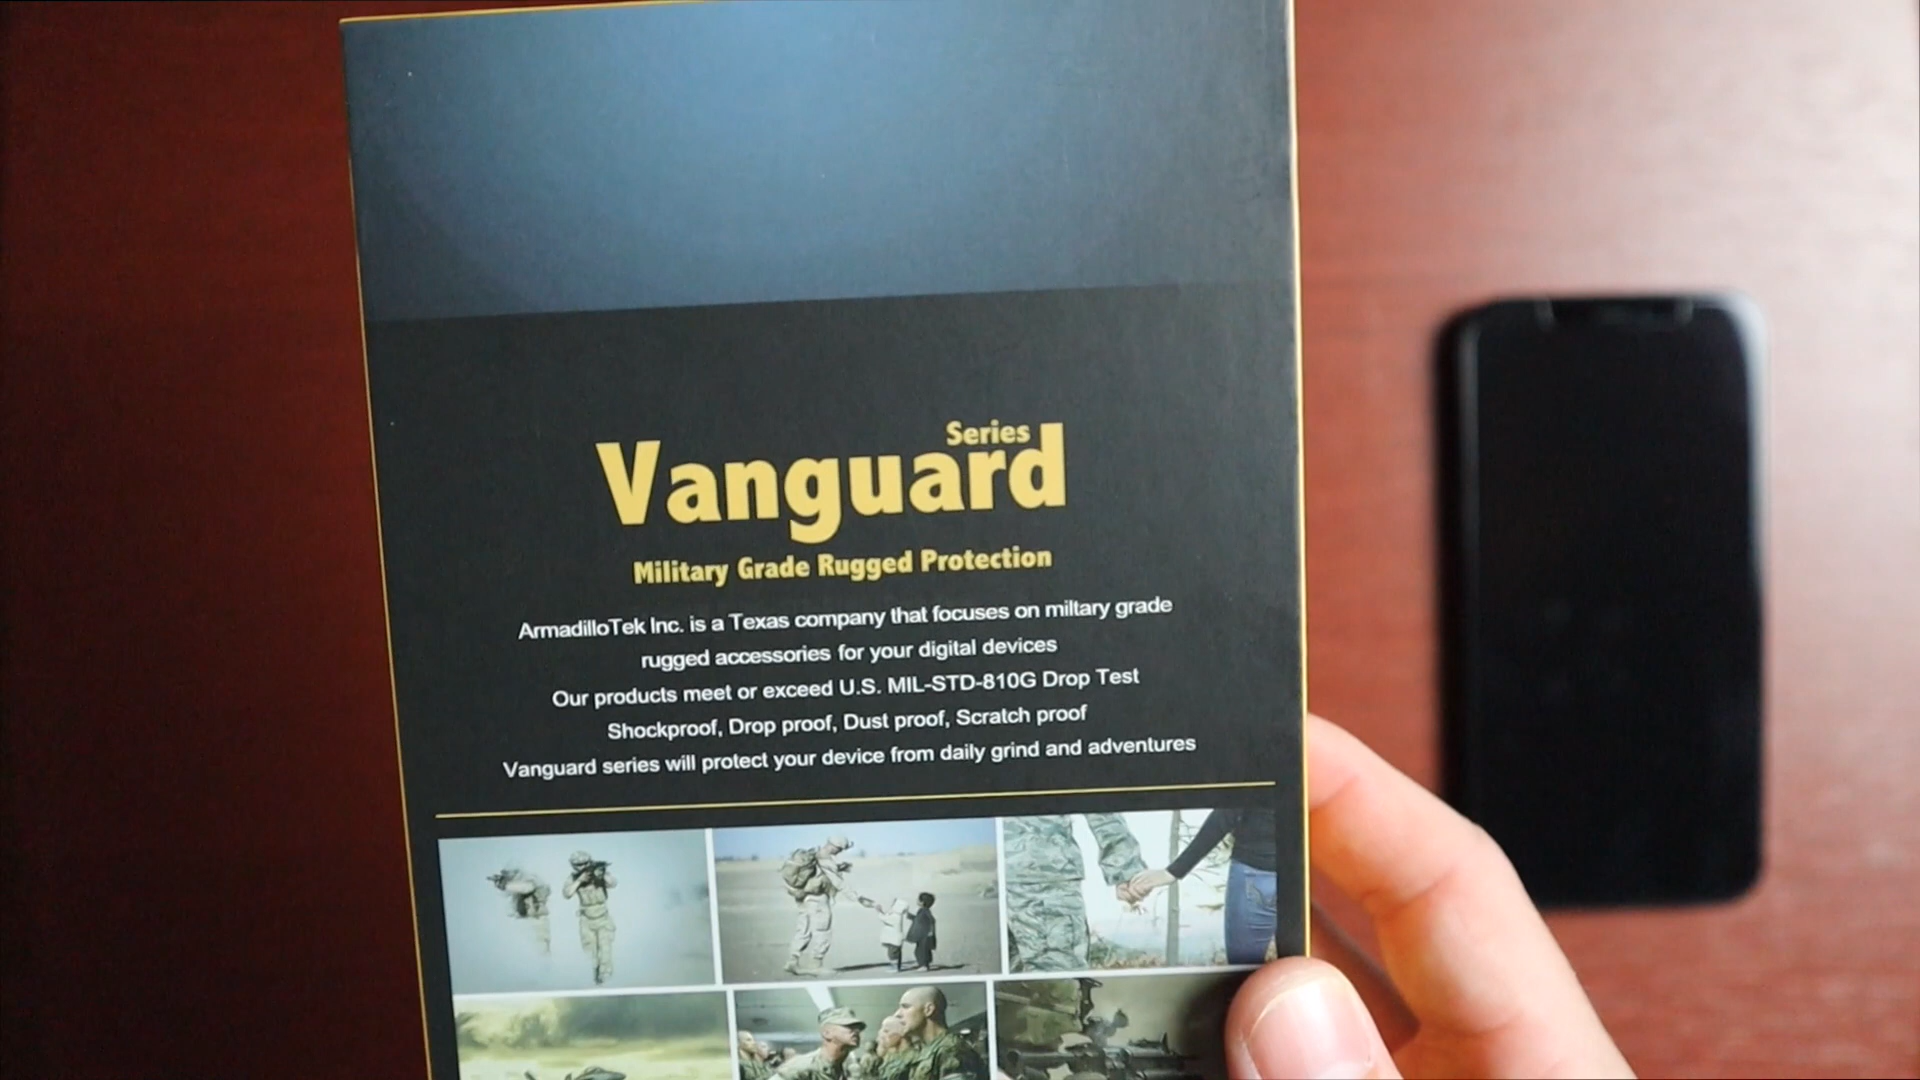 Series
Vanguard
Military Grade Rugged Protection
ArmadilloTek Inc. is a Texas company that focuses on miltary grade
rugged accessories for your digital devices
Our products meet or exceed U.S. MIL-STD-810G Drop Test
Shockproof, Drop proof, Dust proof, Scratch proof
Vanguard series will protect your device from daily grind and adventures